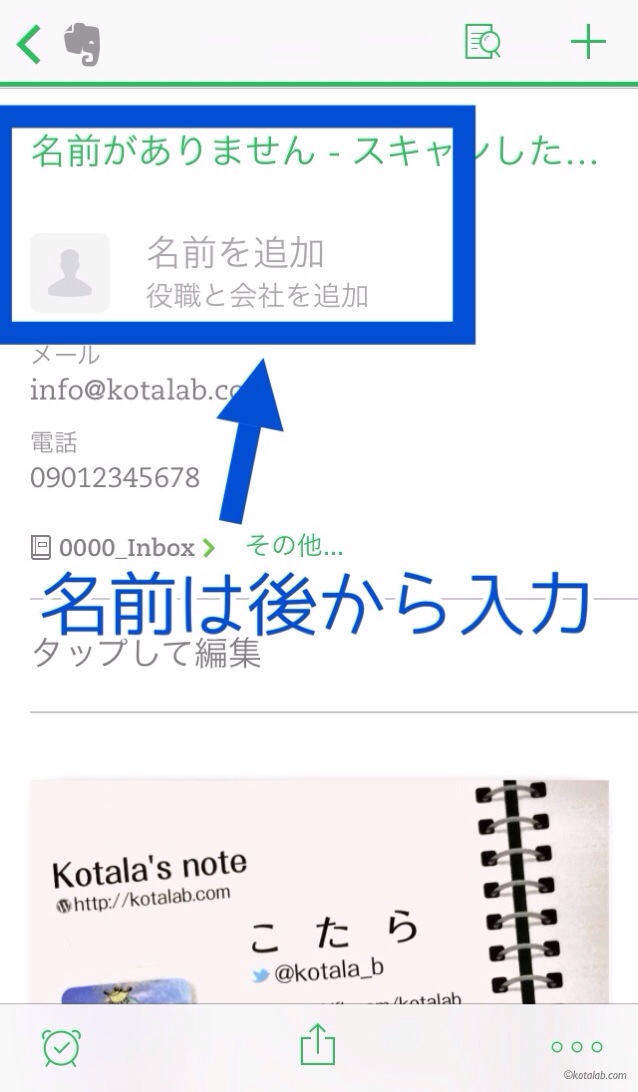 名前がありません - スキャンした...
名前を追加
役職と会社を追加
メール
info@kotalab.co
電話
09012345678
0000_Inbox
その他...
名前は後から入力
タップして編集
Kotala's note
http://kotalab.com
こたら
@kotala_b
/kotalab
©kotalab.com